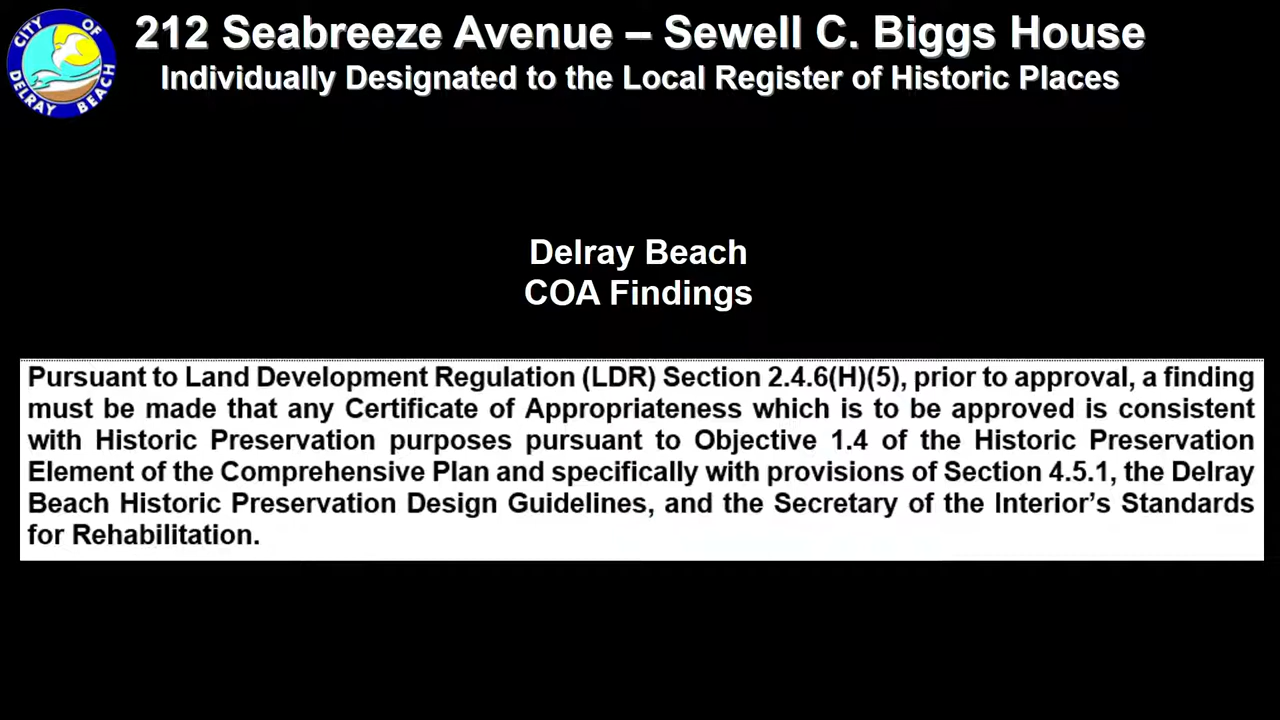 CITY OF
DELRAY BEACH
212 Seabreeze Avenue – Sewell C. Biggs House
Individually Designated to the Local Register of Historic Places
Delray Beach
COA Findings
Pursuant to Land Development Regulation (LDR) Section 2.4.6(H)(5), prior to approval, a finding
must be made that any Certificate of Appropriateness which is to be approved is consistent
with Historic Preservation purposes pursuant to Objective 1.4 of the Historic Preservation
Element of the Comprehensive Plan and specifically with provisions of Section 4.5.1, the Delray
Beach Historic Preservation Design Guidelines, and the Secretary of the Interior’s Standards
for Rehabilitation.